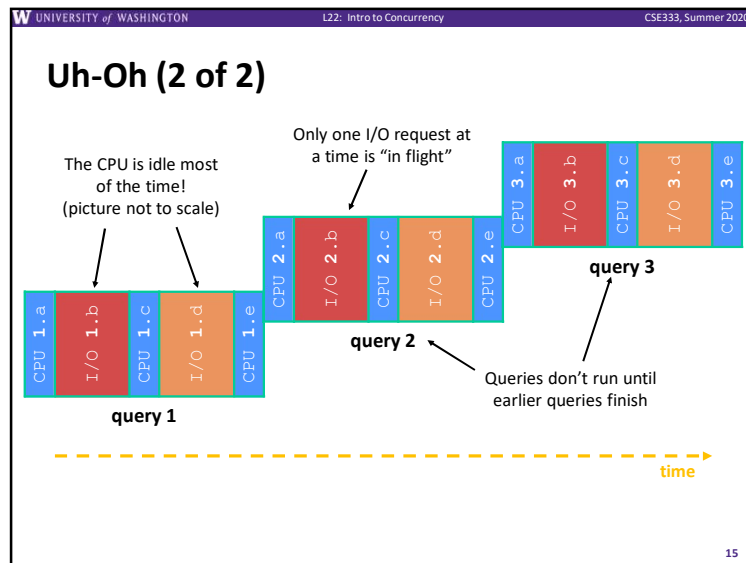 W UNIVERSITY of WASHINGTON
L22: Intro to Concurrency
CSE333, Summer 2020
Uh-Oh (2 of 2)
The CPU is idle most
of the time!
(picture not to scale)
Only one I/O request at
a time is “in flight”
CPU 3.a
I/O 3.b
CPU 3.c
I/O 3.d
CPU 3.e
query 3
CPU 2.a
I/O 2.b
CPU 2.c
I/O 2.d
CPU 2.e
query 2
CPU 1.a
I/O 1.b
CPU 1.c
I/O 1.d
CPU 1.e
query 1
Queries don’t run until
earlier queries finish
time
15